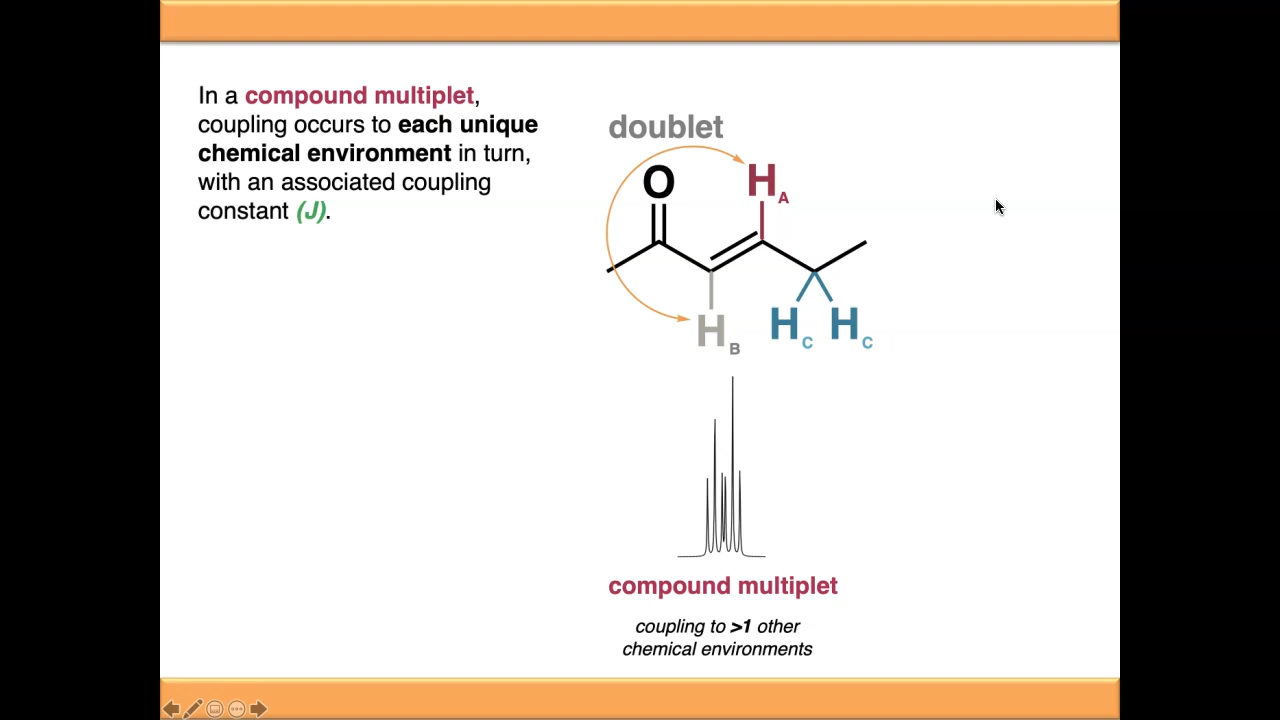 In a compound multiplet,
coupling occurs to each unique
chemical environment in turn,
with an associated coupling
constant (J).
doublet
O
HA
HB
HC HC
compound multiplet
coupling to >1 other
chemical environments